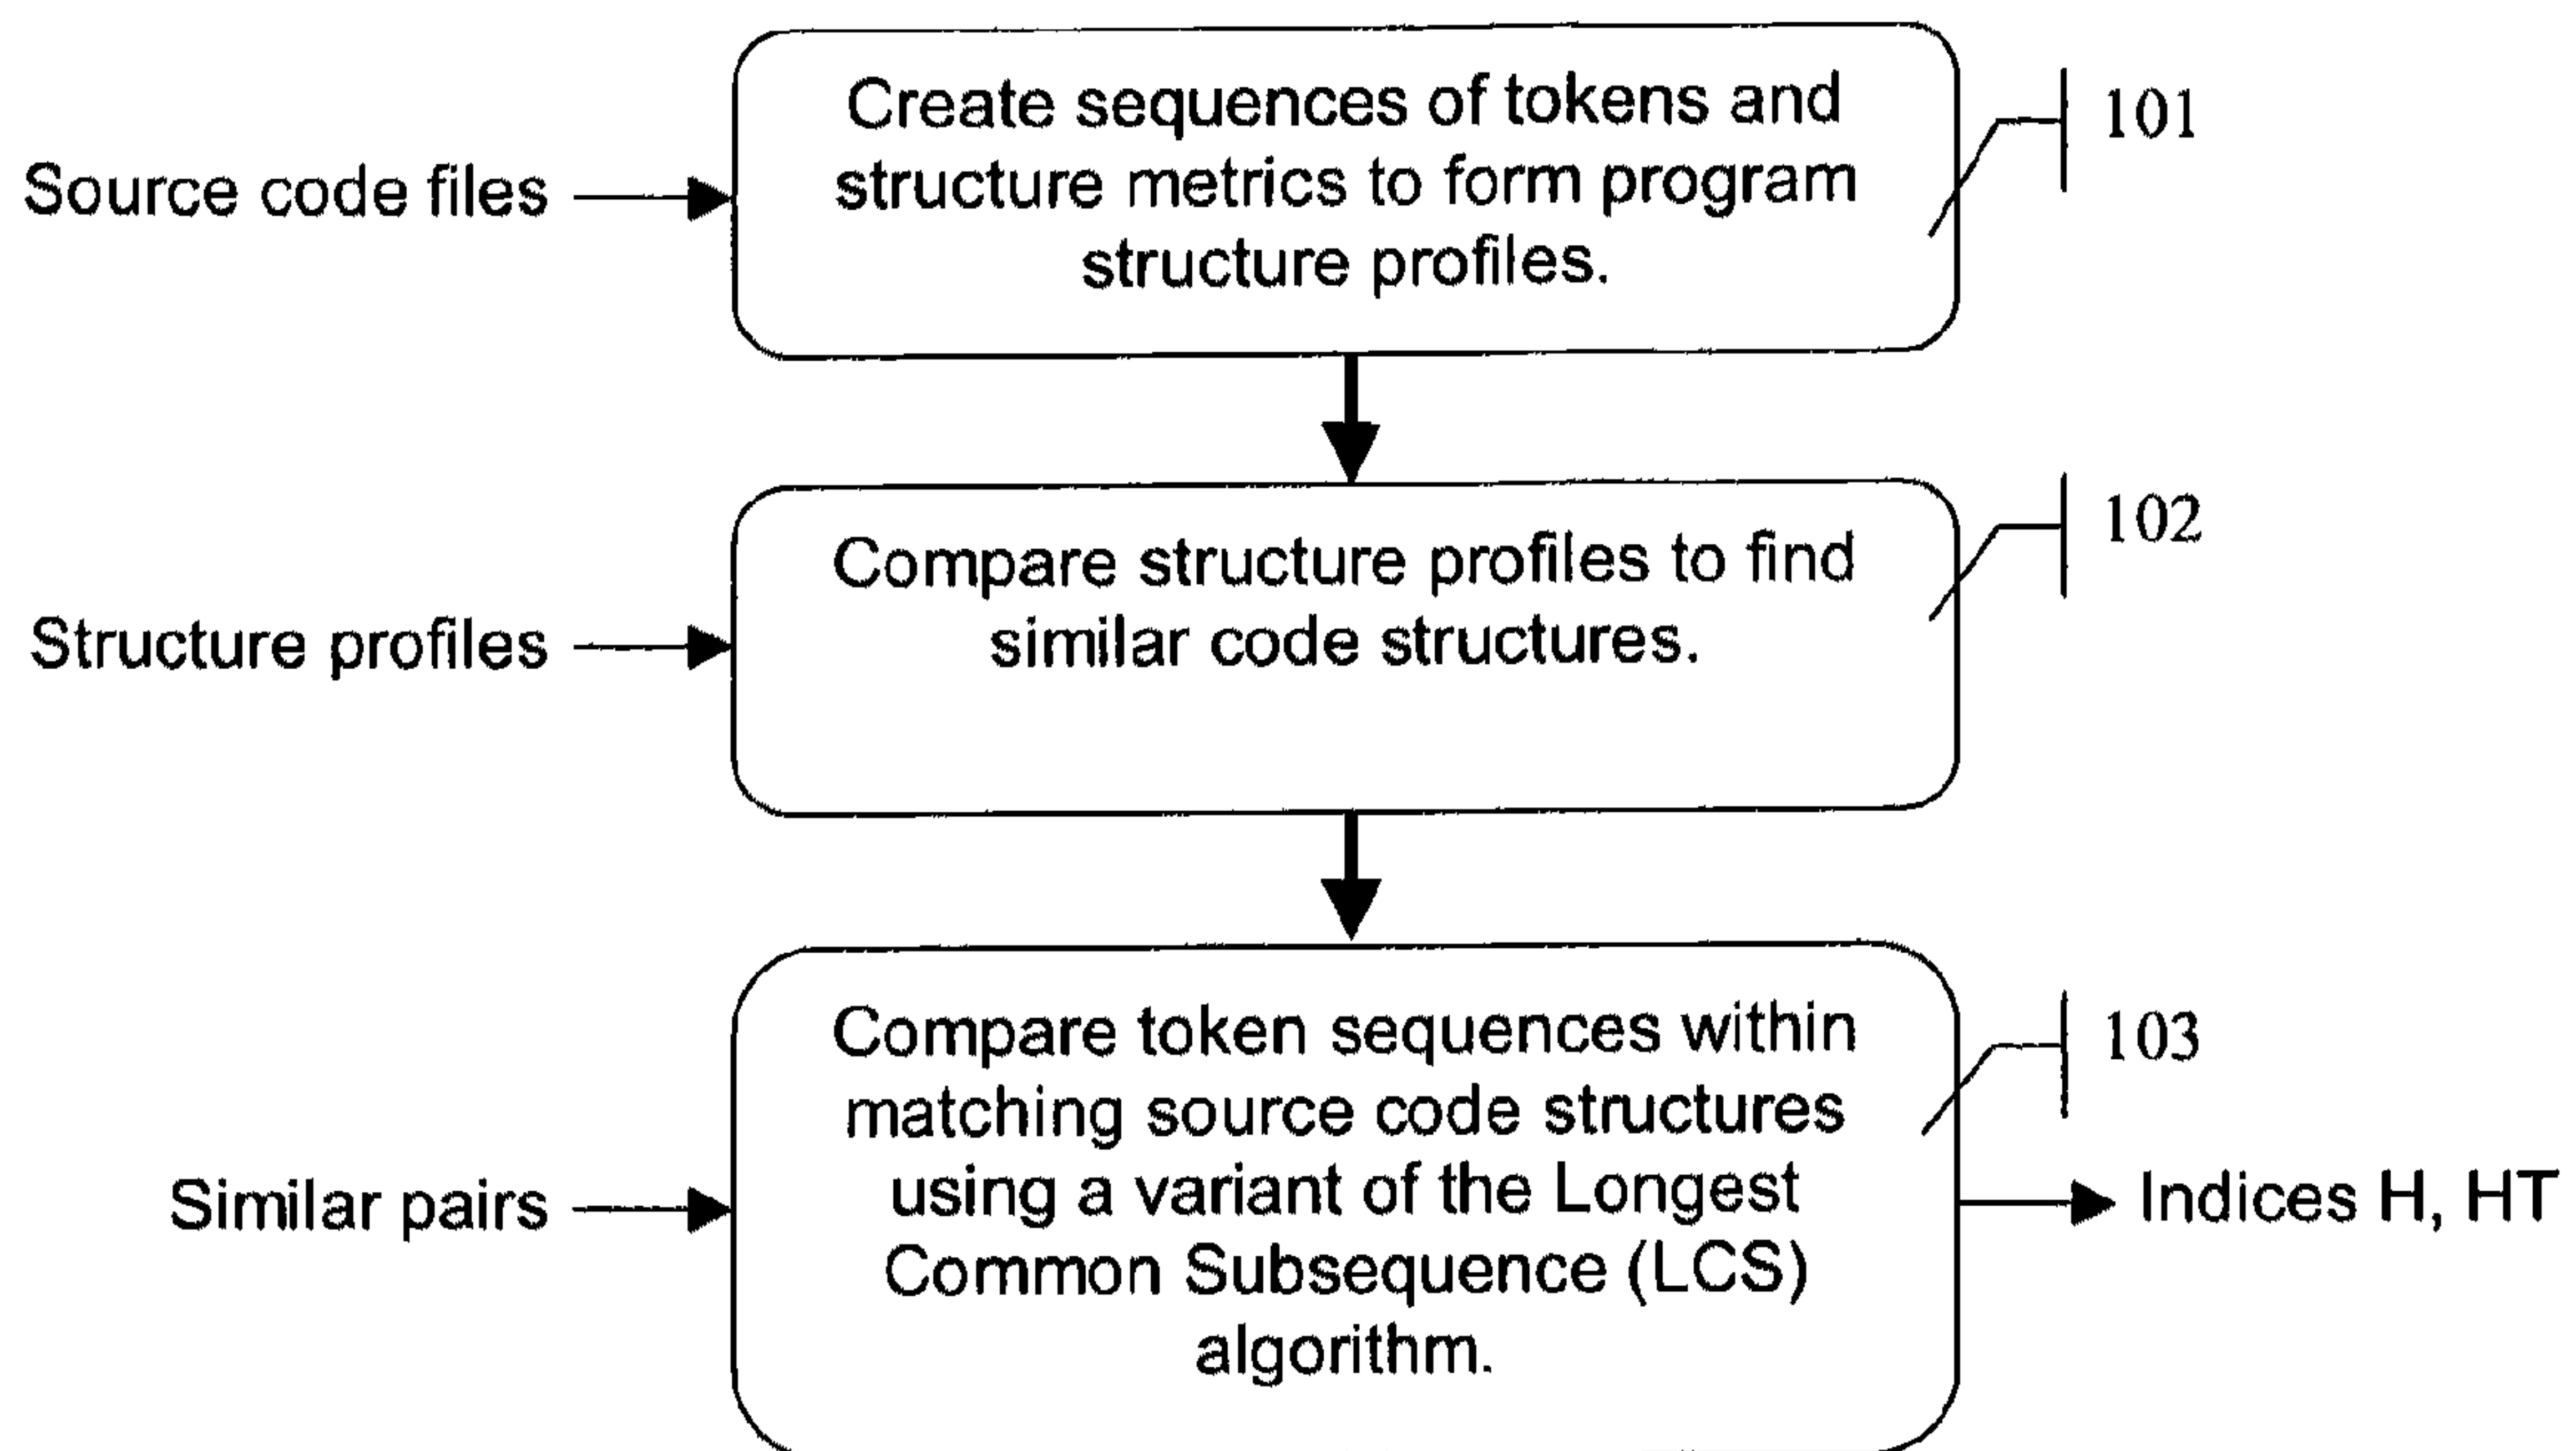 Source code files
Create sequences of tokens and
structure metrics to form program
structure profiles.
101
Structure profiles
Compare structure profiles to find
similar code structures.
102
Similar pairs
Compare token sequences within
matching source code structures
using a variant of the Longest
Common Subsequence (LCS)
algorithm.
103
Indices H, HT